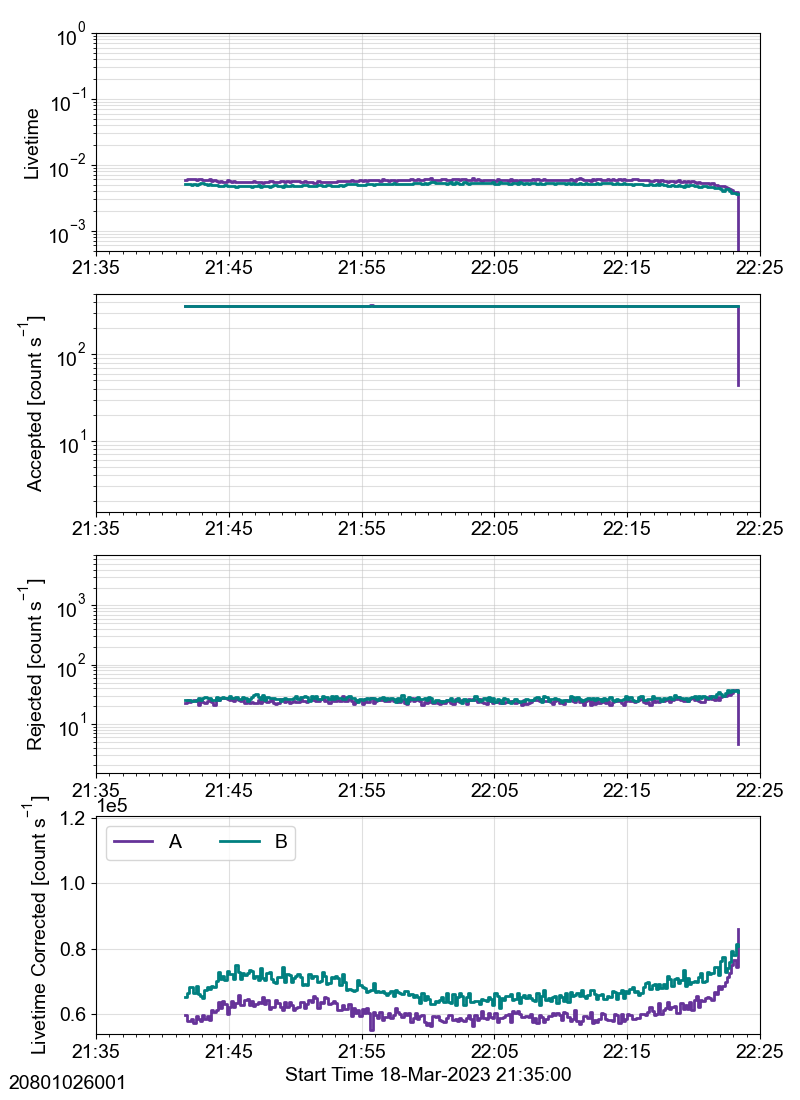 10^0
10^−1
10^−2
10^−3
Livetime
21:35 21:45 21:55 22:05 22:15 22:25
10^2
10^1
Accepted [count s^−1]
21:35 21:45 21:55 22:05 22:15 22:25
10^3
10^2
10^1
Rejected [count s^−1]
21:35 21:45 21:55 22:05 22:15 22:25
1e5
1.2
1.0
0.8
0.6
Livetime Corrected [count s^−1]
A B
21:35 21:45 21:55 22:05 22:15 22:25
Start Time 18-Mar-2023 21:35:00
20801026001